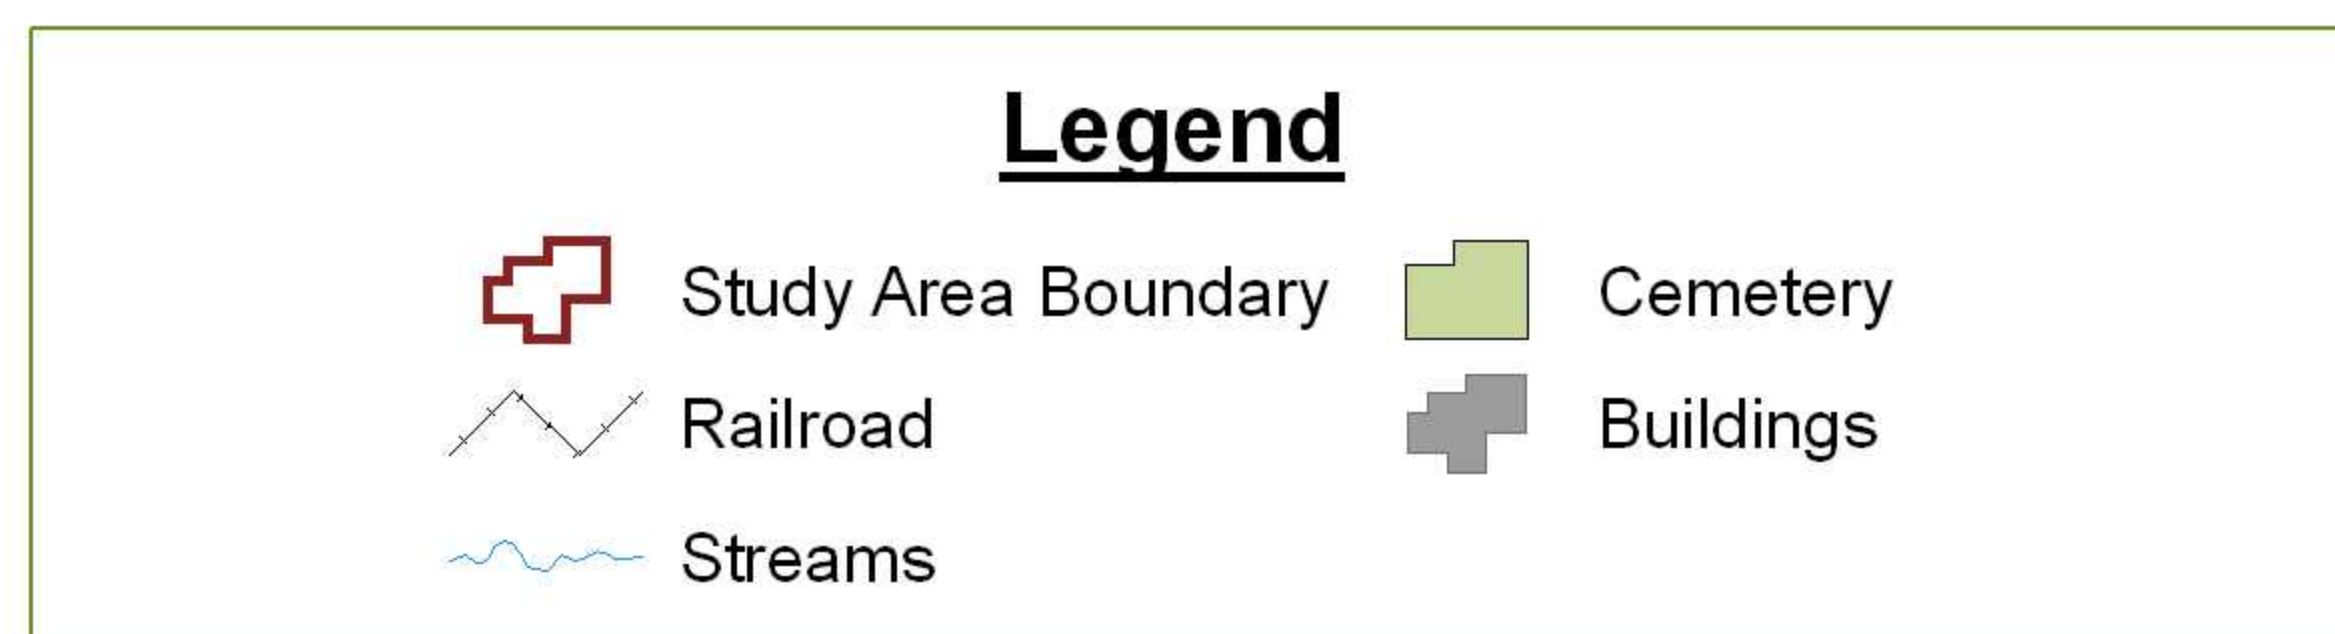 Legend
Study Area Boundary
Cemetery
Railroad
Buildings
Streams